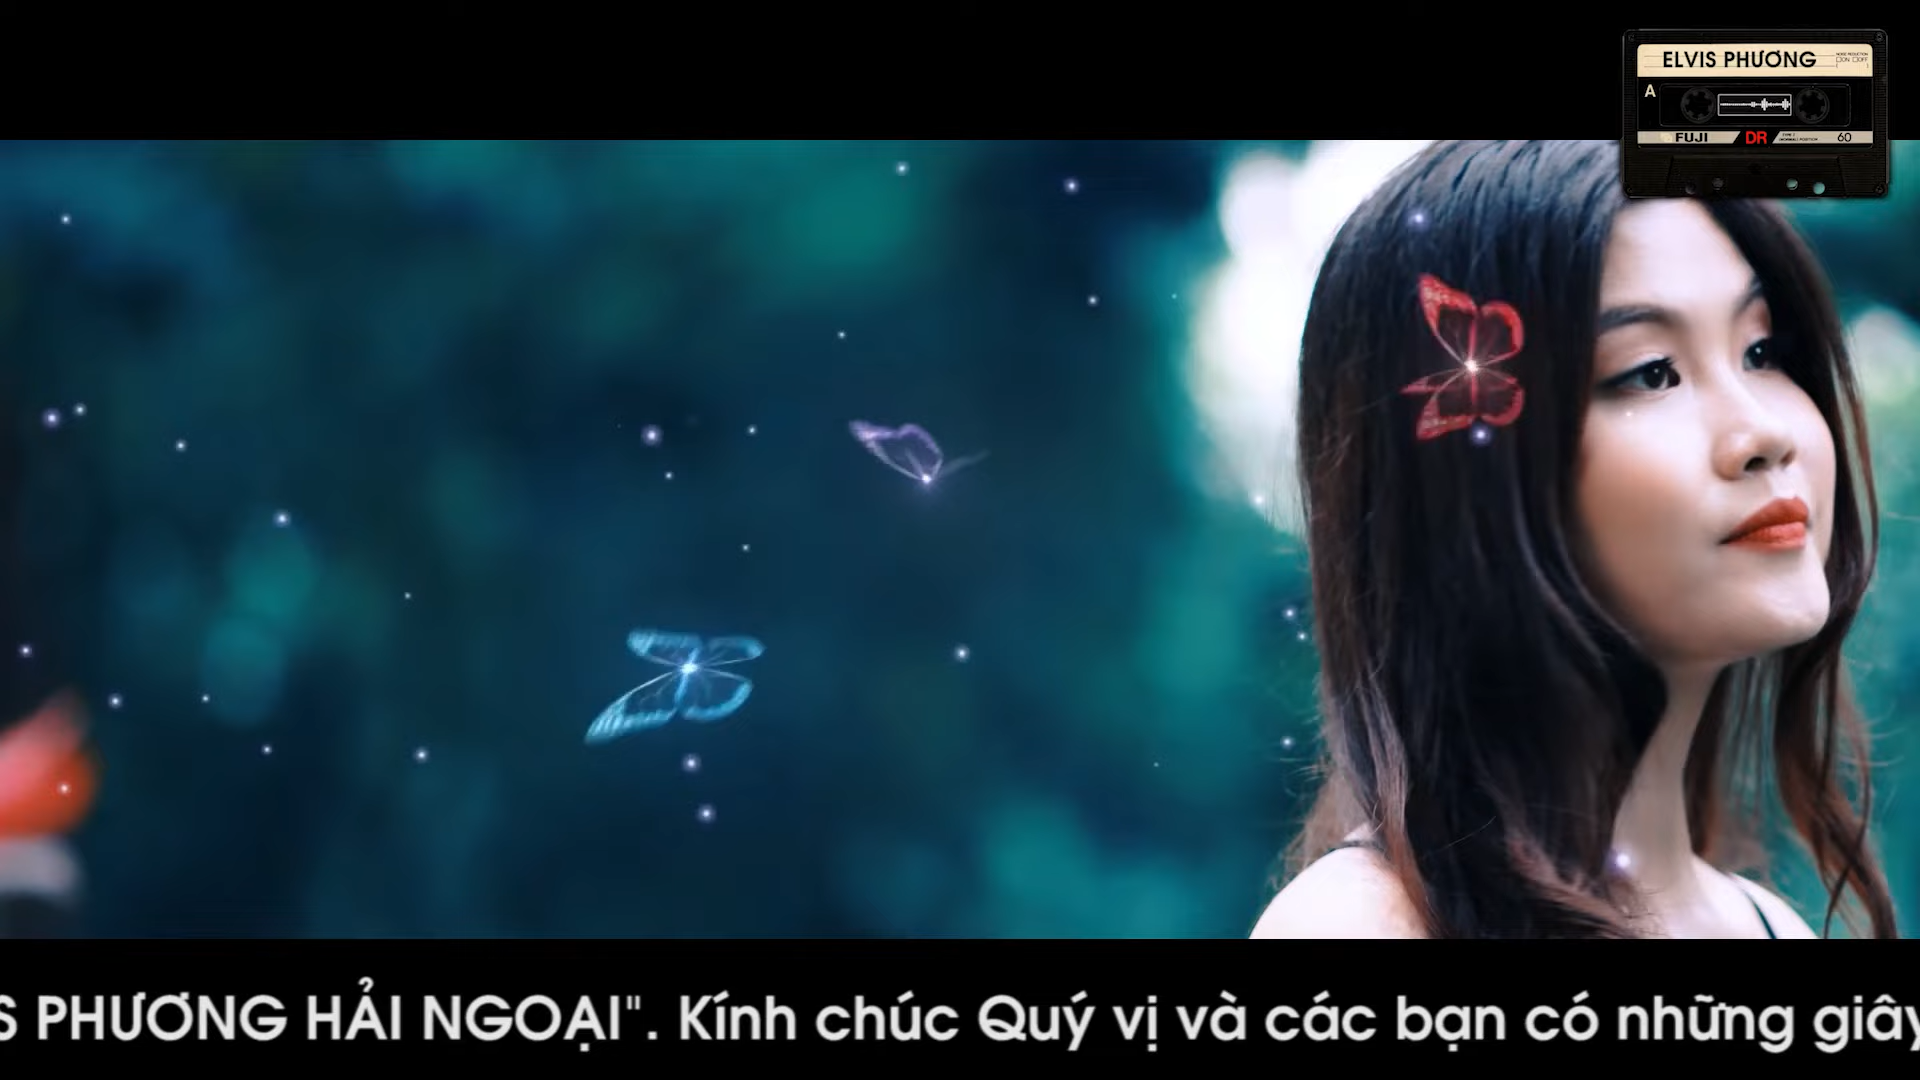 ELVIS PHƯƠNG
A
FUJI DR 60
S PHƯƠNG HẢI NGOẠI". Kính chúc Quý vị và các bạn có những giây